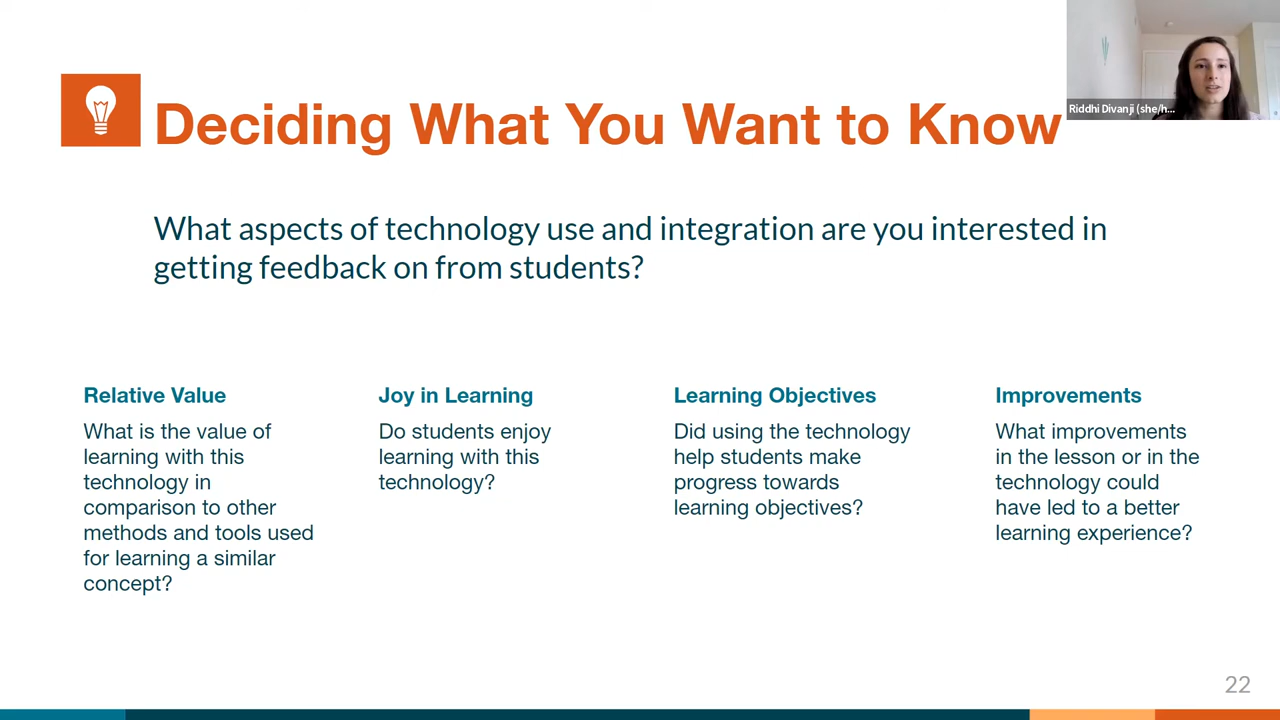 Deciding What You Want to Know
Riddhi Divanji (she/h...
What aspects of technology use and integration are you interested in
getting feedback on from students?
Relative Value
What is the value of
learning with this
technology in
comparison to other
methods and tools used
for learning a similar
concept?
Joy in Learning
Do students enjoy
learning with this
technology?
Learning Objectives
Did using the technology
help students make
progress towards
learning objectives?
Improvements
What improvements
in the lesson or in the
technology could
have led to a better
learning experience?
22